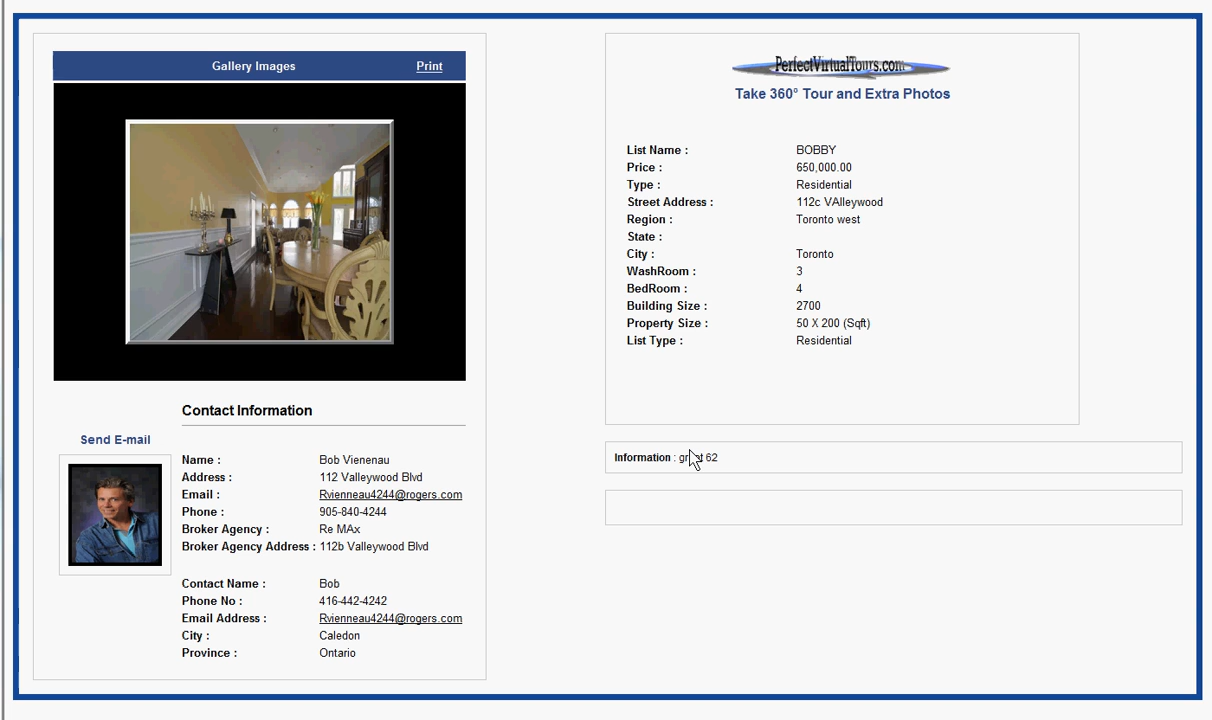 Gallery Images Print
Contact Information
Send E-mail
Name : Bob Vienenau
Address : 112 Valleywood Blvd
Email : Rvienneau4244@rogers.com
Phone : 905-840-4244
Broker Agency : Re MAx
Broker Agency Address : 112b Valleywood Blvd
Contact Name : Bob
Phone No : 416-442-4242
Email Address : Rvienneau4244@rogers.com
City : Caledon
Province : Ontario
PerfectVirtualTours.com
Take 360° Tour and Extra Photos
List Name : BOBBY
Price : 650,000.00
Type : Residential
Street Address : 112c VAlleywood
Region : Toronto west
State :
City : Toronto
WashRoom : 3
BedRoom : 4
Building Size : 2700
Property Size : 50 X 200 (Sqft)
List Type : Residential
Information : 62